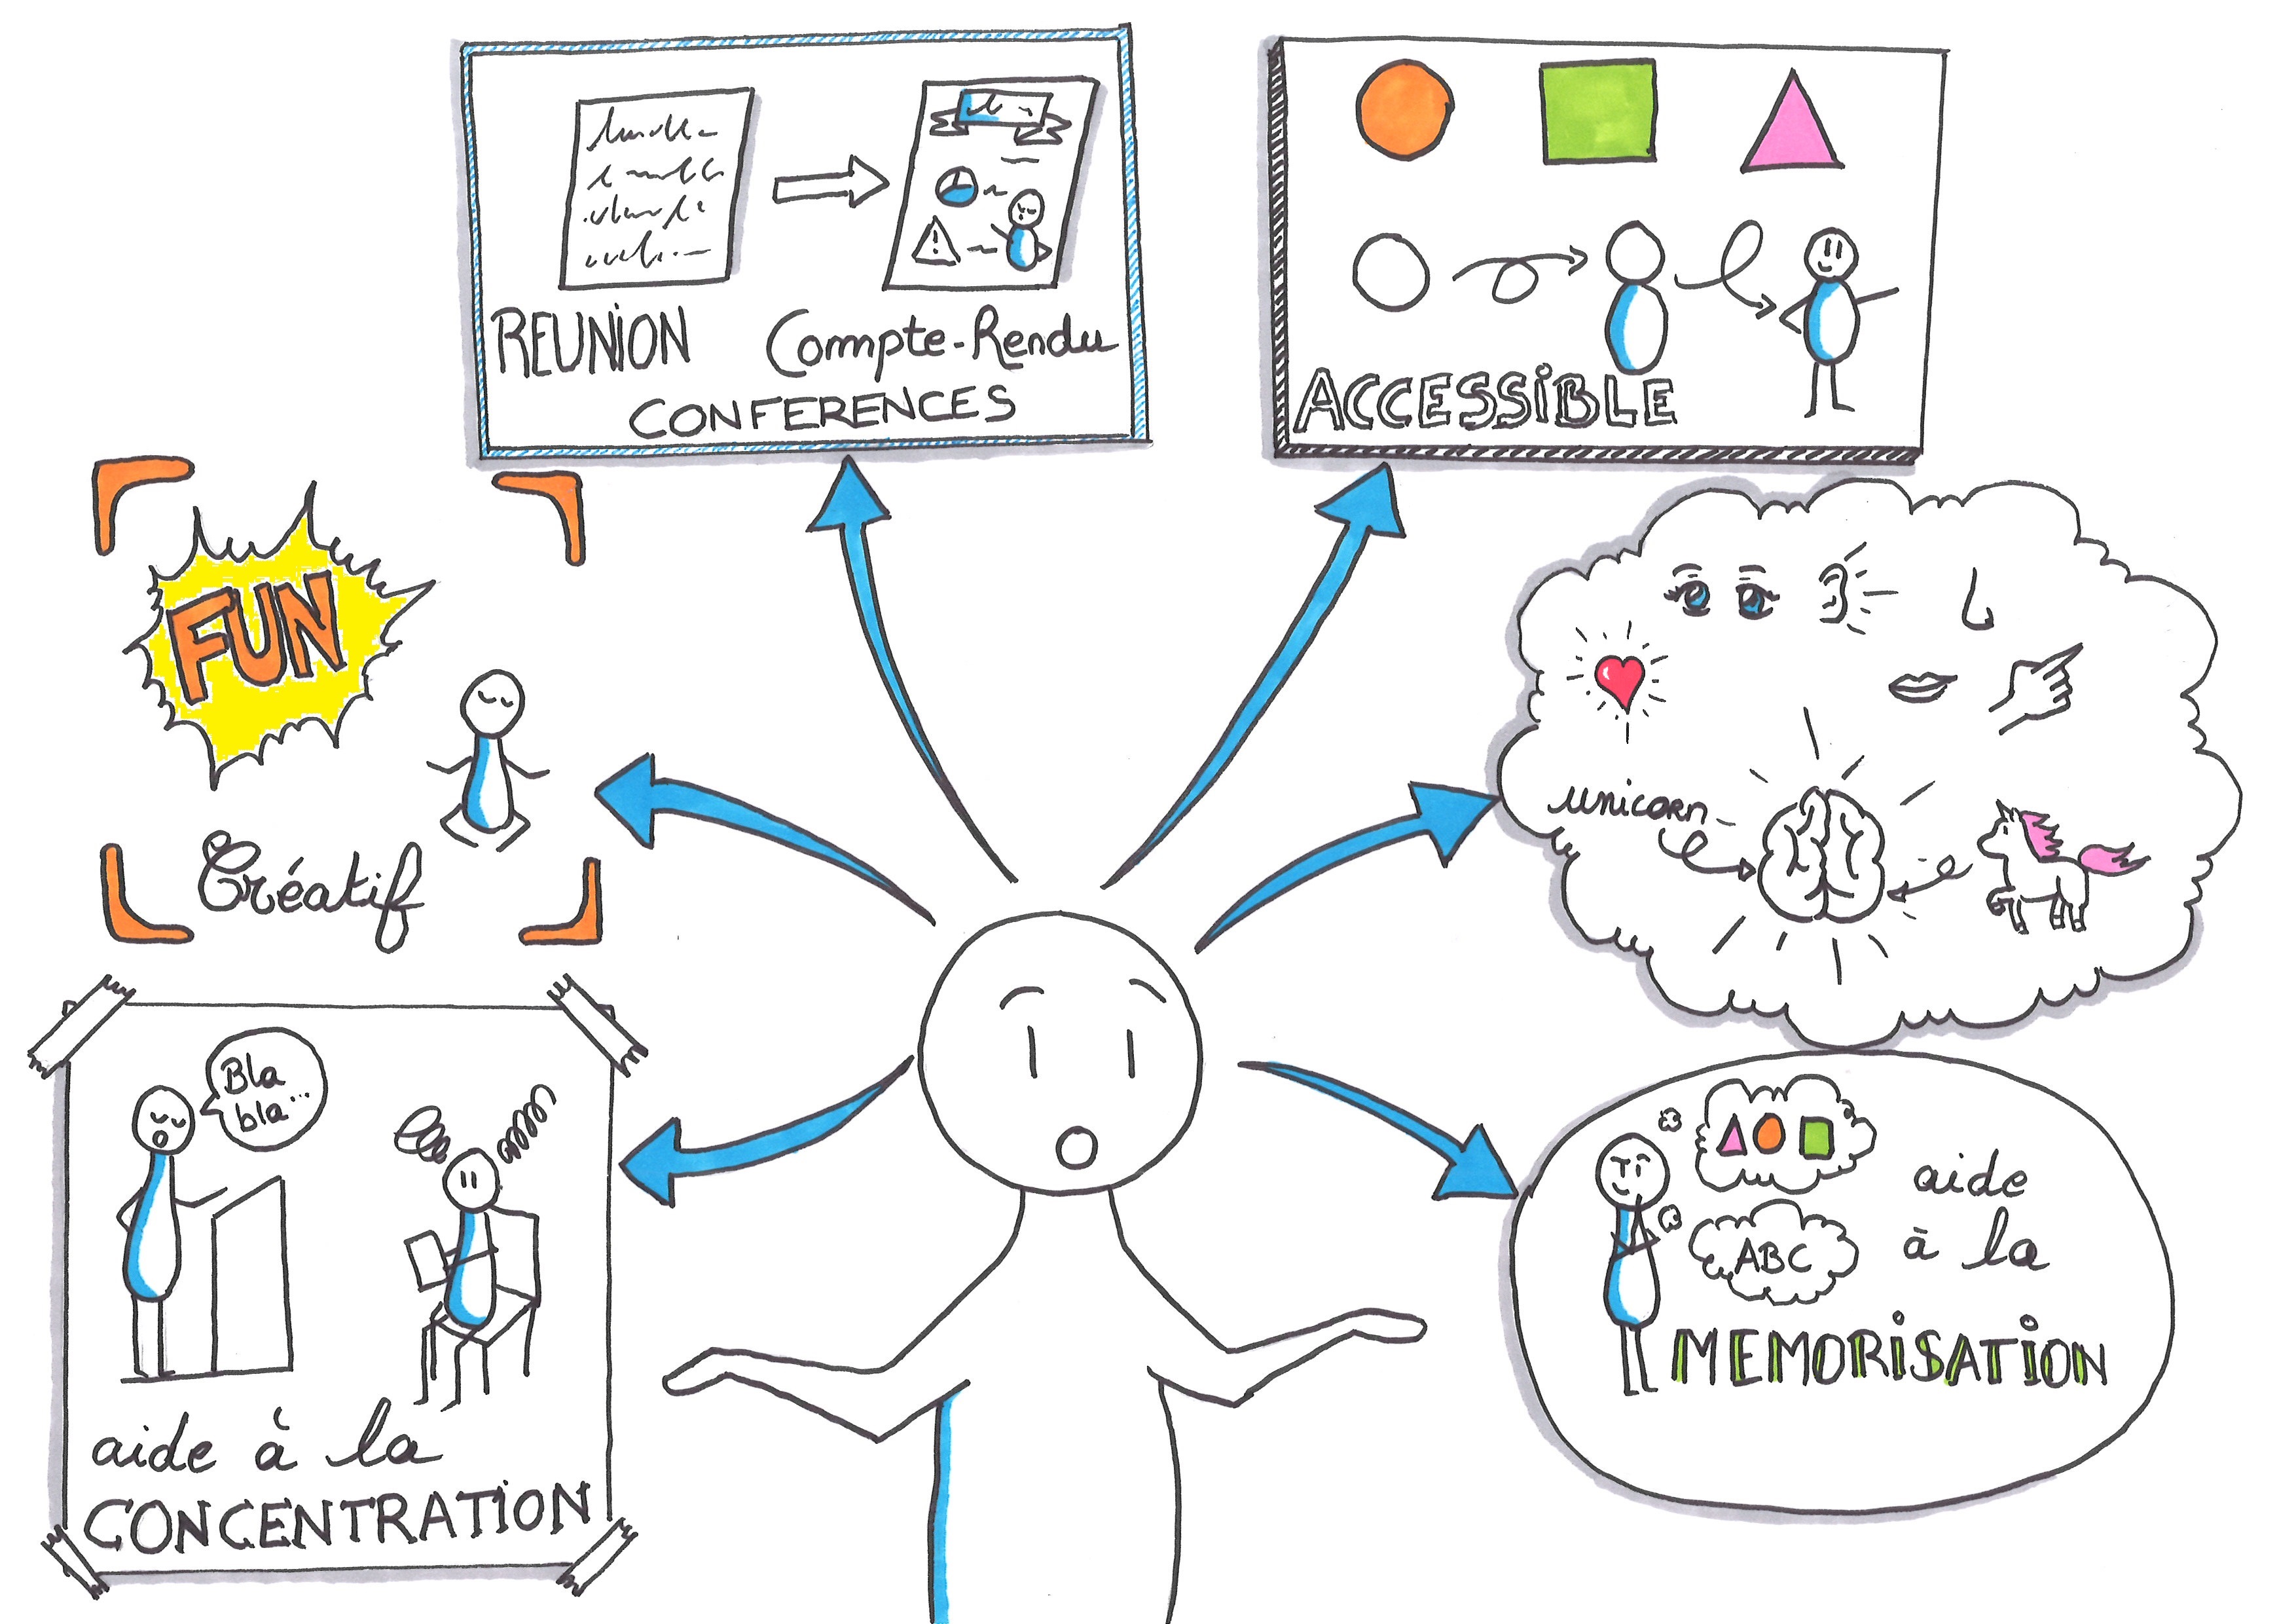 REUNION
Compte-Rendu
CONFERENCES
ACCESSIBLE
FUN
Créatif
unicorn
Bla
bla...
aide à la
CONCENTRATION
ABC
aide
à la
MEMORISATION